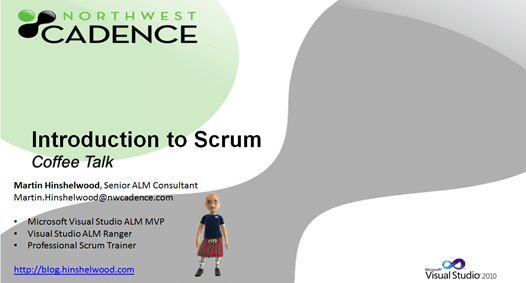 NORTHWEST
CADENCE
Introduction to Scrum
Coffee Talk
Martin Hinshelwood, Senior ALM Consultant
Martin.Hinshelwood@nwcadence.com
• Microsoft Visual Studio ALM MVP
• Visual Studio ALM Ranger
• Professional Scrum Trainer
http://blog.hinshelwood.com
Microsoft
Visual Studio 2010